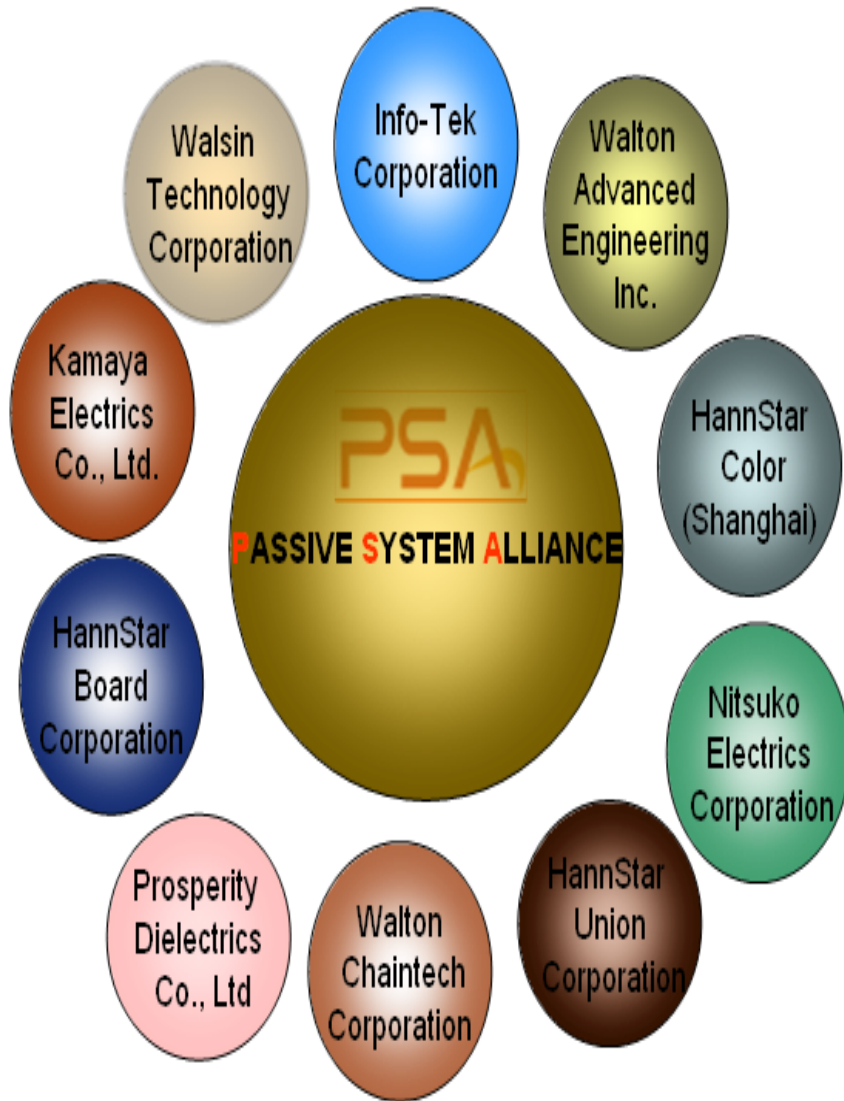 Info-Tek
Corporation
Walsin
Technology
Corporation
Walton
Advanced
Engineering
Inc.
Kamaya
Electrics
Co., Ltd.
PSA
PASSIVE SYSTEM ALLIANCE
HannStar
Color
(Shanghai)
HannStar
Board
Corporation
Nitsuko
Electrics
Corporation
Prosperity
Dielectrics
Co., Ltd
Walton
Chaintech
Corporation
HannStar
Union
Corporation